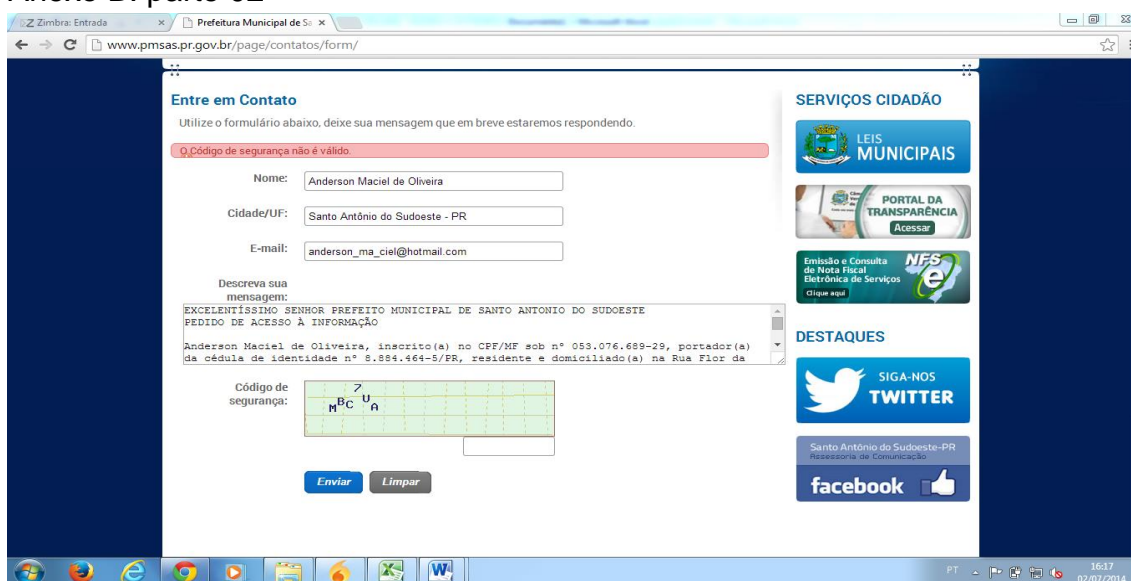 Zimbra: Entrada
Prefeitura Municipal de Sa
www.pmsas.pr.gov.br/page/contatos/form/
Entre em Contato
Utilize o formulário abaixo, deixe sua mensagem que em breve estaremos respondendo.
O Código de segurança não é válido.
Nome: Anderson Maciel de Oliveira
Cidade/UF: Santo Antônio do Sudoeste - PR
E-mail: anderson_ma_ciel@hotmail.com
Descreva sua
mensagem:
EXCELENTÍSSIMO SENHOR PREFEITO MUNICIPAL DE SANTO ANTONIO DO SUDOESTE
PEDIDO DE ACESSO À INFORMAÇÃO
Anderson Maciel de Oliveira, inscrito(a) no CPF/MF sob nº 053.076.689-29, portador(a)
da cédula de identidade nº 8.884.464-5/PR, residente e domiciliado(a) na Rua Flor da
Código de
segurança:
M B C 7 U A
Enviar Limpar
SERVIÇOS CIDADÃO
LEIS
MUNICIPAIS
PORTAL DA
TRANSPARÊNCIA
Acessar
Emissão e Consulta
de Nota Fiscal
Eletrônica de Serviços
NFS
e
Clique aqui
DESTAQUES
SIGA-NOS
TWITTER
Santo Antônio do Sudoeste-PR
Assessoria de Comunicação
facebook
PT
16:17
02/07/2014